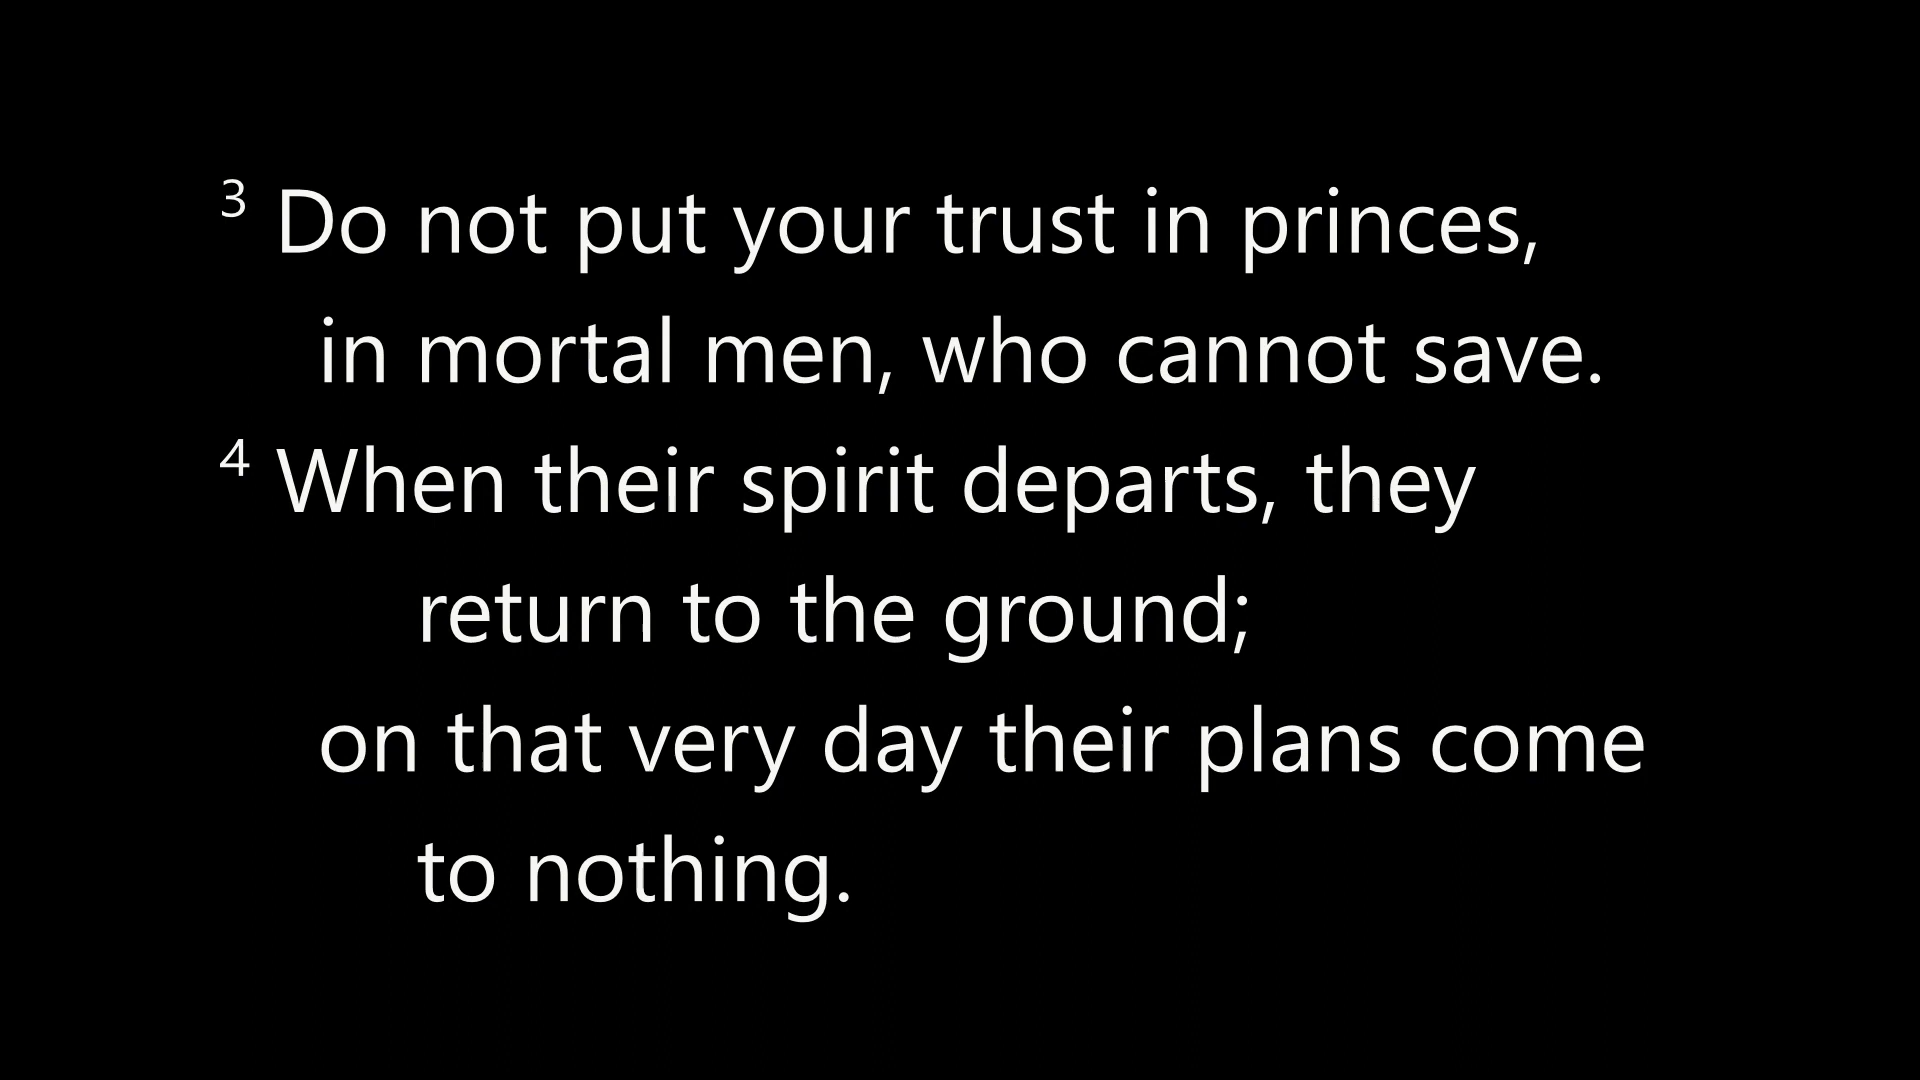 ³ Do not put your trust in princes,
in mortal men, who cannot save.
⁴ When their spirit departs, they
return to the ground;
on that very day their plans come
to nothing.